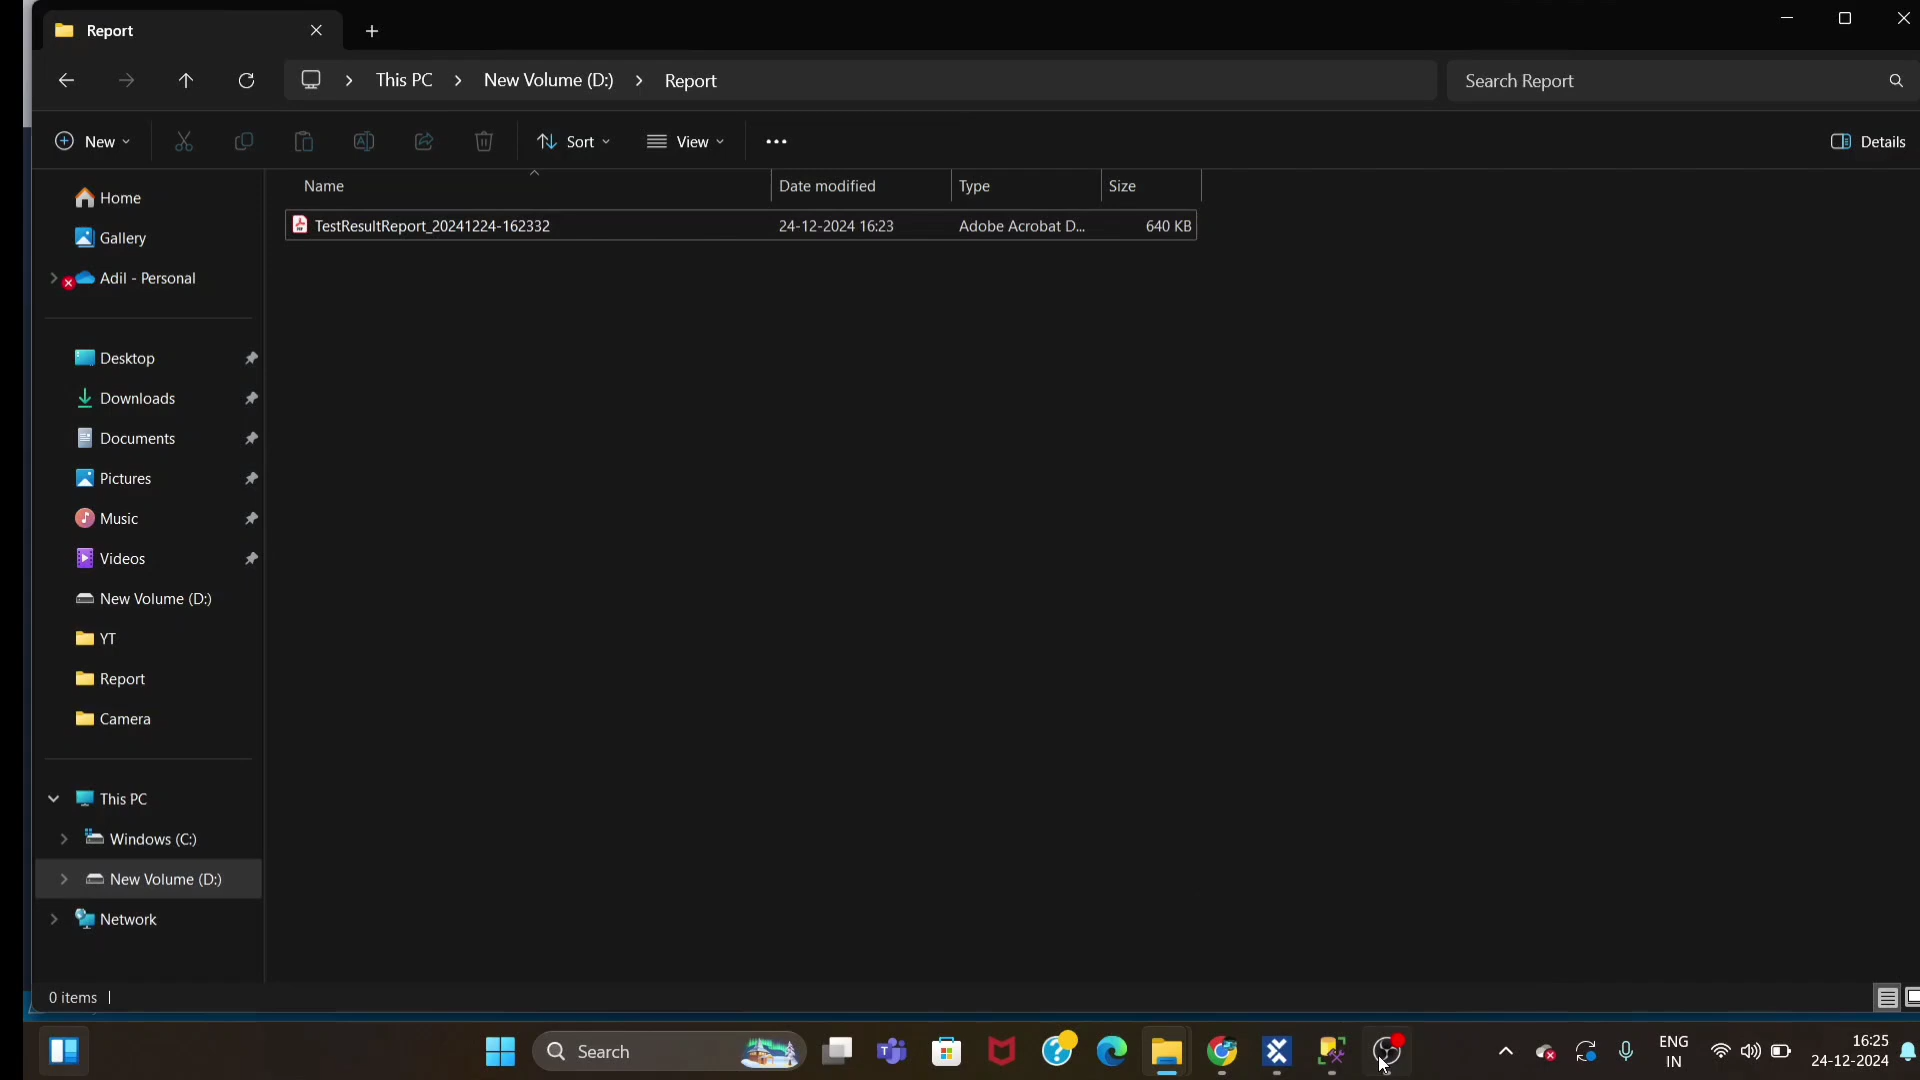 Report
This PC > New Volume (D:) > Report
Search Report
New
Sort
View
Details
Name
Date modified
Type
Size
TestResultReport_20241224-162332
24-12-2024 16:23
Adobe Acrobat D...
640 KB
Home
Gallery
Adil - Personal
Desktop
Downloads
Documents
Pictures
Music
Videos
New Volume (D:)
YT
Report
Camera
This PC
Windows (C:)
New Volume (D:)
Network
0 items
Search
ENG
IN
16:25
24-12-2024